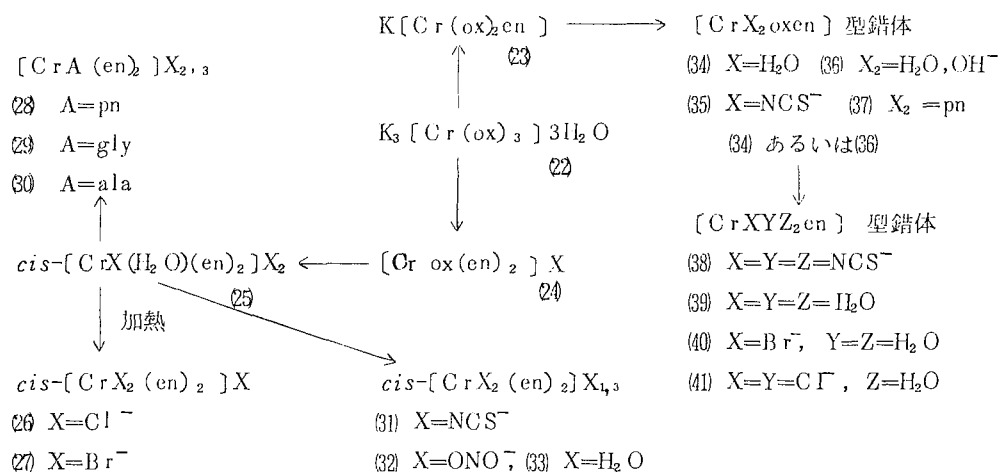 K[Cr(ox)₂en] → [CrX₂oxen] 型錯体
(23)
[CrA(en)₂]X₂,₃
(28) A=pn
(29) A=gly
(30) A=ala
(34) X=H₂O (36) X₂=H₂O,OH⁻
(35) X=NCS⁻ (37) X₂=pn
(34) あるいは(36)
K₃[Cr(ox)₃]3H₂O
(22)
cis-[CrX(H₂O)(en)₂]X₂ ← [Cr ox(en)₂]X
(25) (24)
加熱
[CrXYZ₂en] 型錯体
(38) X=Y=Z=NCS⁻
(39) X=Y=Z=H₂O
(40) X=Br⁻, Y=Z=H₂O
(41) X=Y=Cl⁻, Z=H₂O
cis-[CrX₂(en)₂]X
(26) X=Cl⁻
(27) X=Br⁻
cis-[CrX₂(en)₂]X₁,₃
(31) X=NCS⁻
(32) X=ONO⁻, (33) X=H₂O